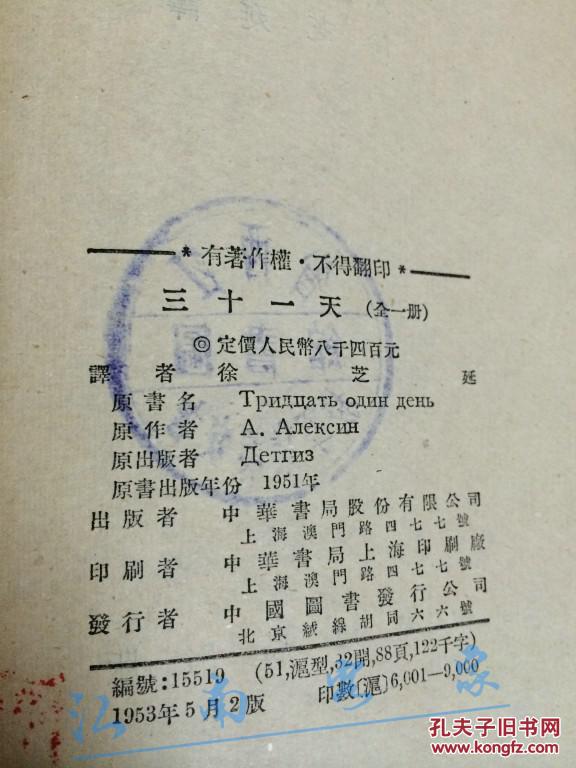 *有著作權·不得翻印*
三十一天(全一册)
◎定價人民幣八千四百元
譯者 徐芝廷
原書名 Тридцать один день
原作者 А. Алексин
原出版者 Детгиз
原書出版年份 1951年
出版者 中華書局股份有限公司
上海澳門路四七七號
印刷者 中華書局上海印刷廠
上海澳門路四七七號
發行者 中國圖書發行公司
北京絨線胡同六六號
編號:15519 (51,滬型,32開,88頁,122千字)
1953年5月2版 印數〔滬〕6,001—9,000
江南
孔夫子旧书网
www.kongfz.com